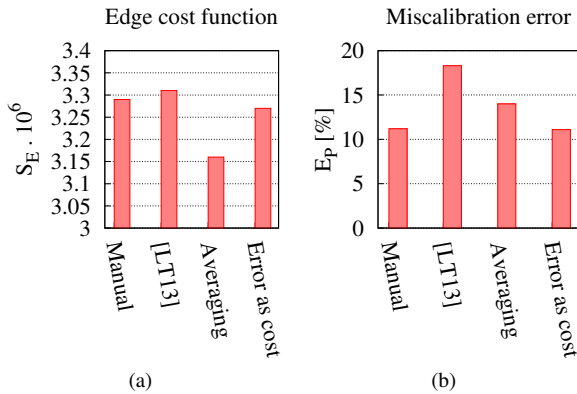 Edge cost function
3.4
3.35
3.3
3.25
3.2
3.15
3.1
3.05
3
S_E . 10^6
Manual
[LT13]
Averaging
Error as cost
(a)
Miscalibration error
20
15
10
5
0
E_P [%]
Manual
[LT13]
Averaging
Error as cost
(b)